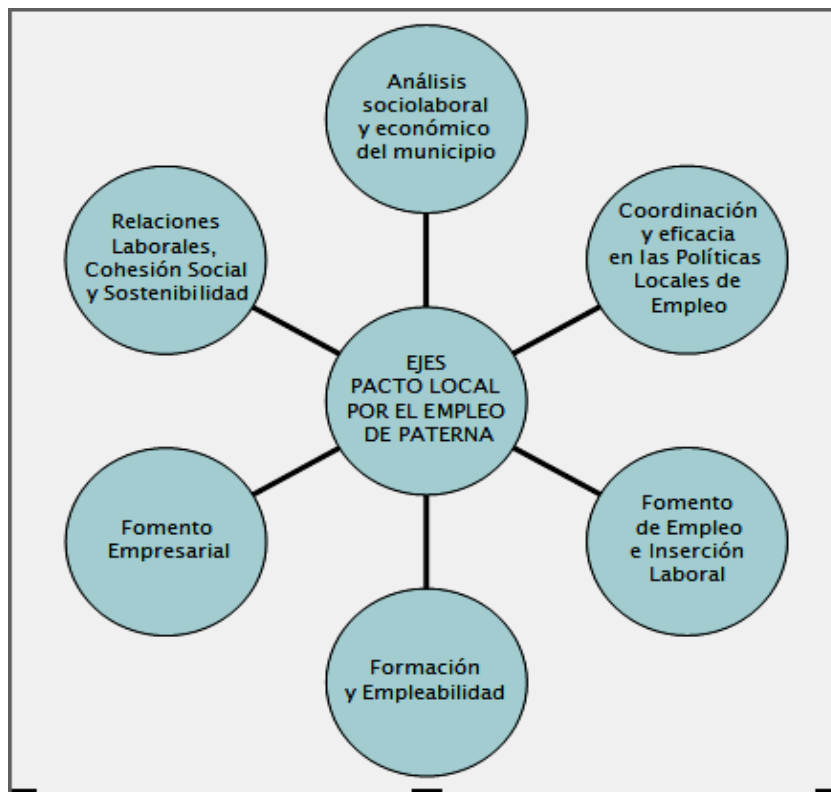 Análisis
sociolaboral
y económico
del municipio
Coordinación
y eficacia
en las Políticas
Locales de
Empleo
Fomento
de Empleo
e Inserción
Laboral
Formación
y Empleabilidad
Fomento
Empresarial
Relaciones
Laborales,
Cohesión Social
y Sostenibilidad
EJES
PACTO LOCAL
POR EL EMPLEO
DE PATERNA